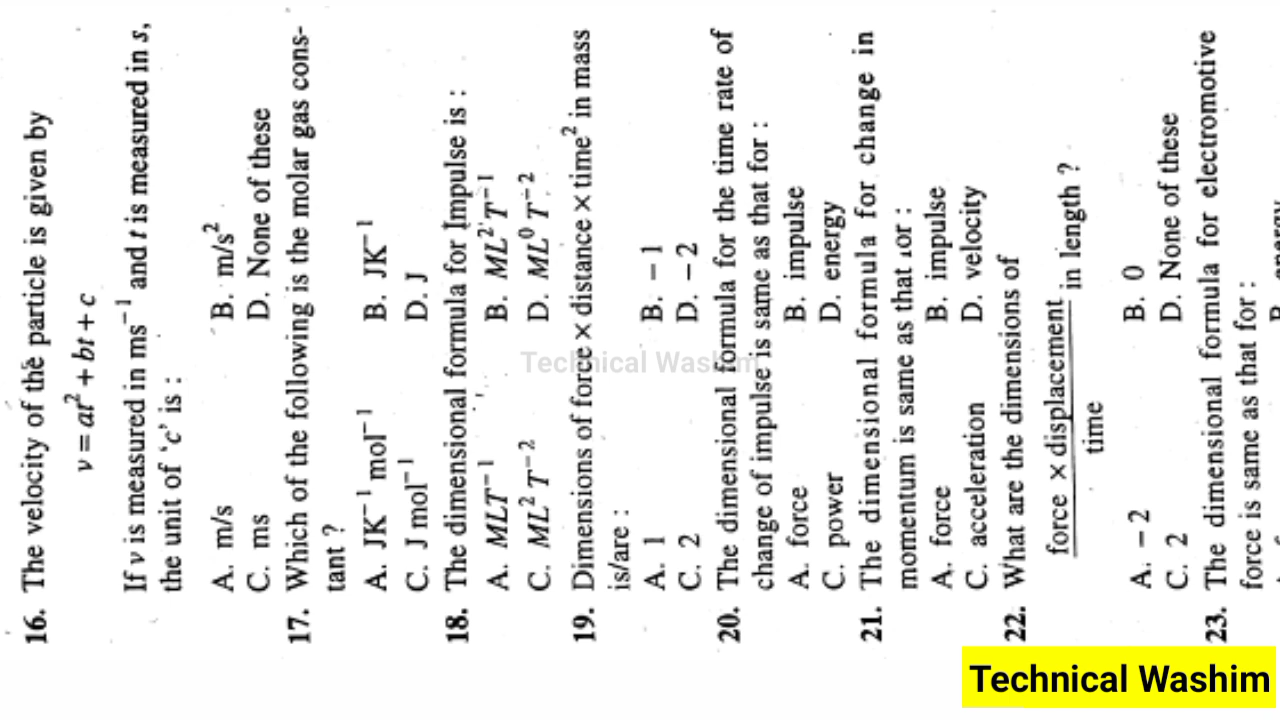 16. The velocity of the particle is given by
v = at² + bt + c
If v is measured in ms⁻¹ and t is measured in s,
the unit of 'c' is :
A. m/s B. m/s²
C. ms D. None of these
17. Which of the following is the molar gas cons-
tant ?
A. JK⁻¹ mol⁻¹ B. JK⁻¹
C. J mol⁻¹ D. J
18. The dimensional formula for Impulse is :
A. MLT⁻¹ B. ML²T⁻¹
C. ML²T⁻² D. ML⁰T⁻²
19. Dimensions of force × distance × time² in mass
is/are :
A. 1 B. −1
C. 2 D. −2
20. The dimensional formula for the time rate of
change of impulse is same as that for :
A. force B. impulse
C. power D. energy
21. The dimensional formula for change in
momentum is same as that for :
A. force B. impulse
C. acceleration D. velocity
22. What are the dimensions of
force × displacement in length ?
time
A. −2 B. 0
C. 2 D. None of these
23. The dimensional formula for electromotive
force is same as that for :
Technical Washim
Technical Washim